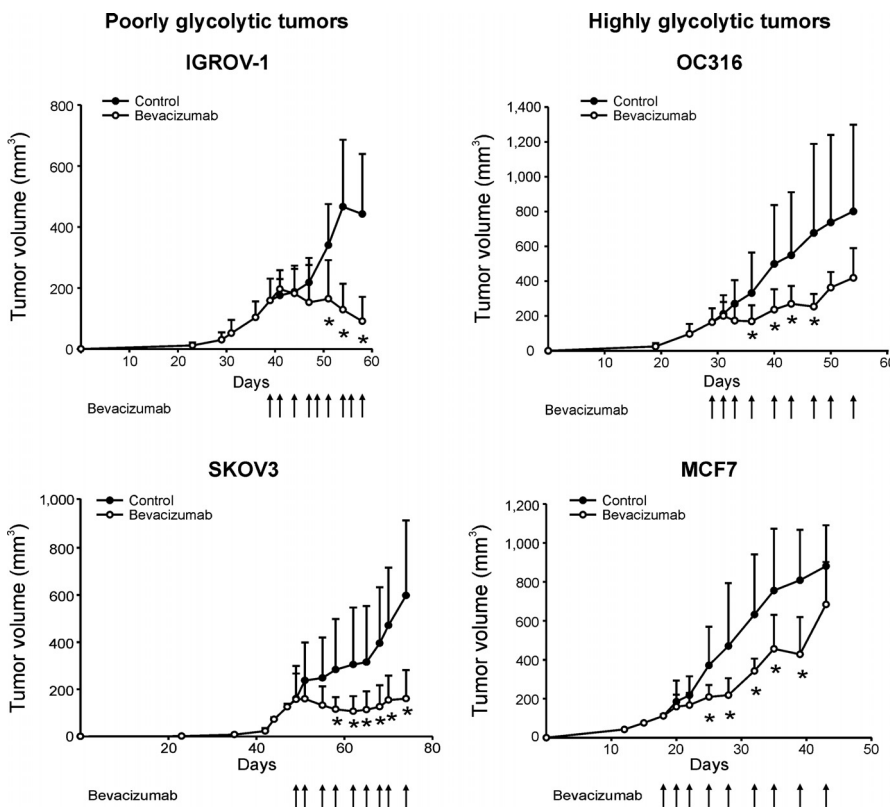 Poorly glycolytic tumors
Highly glycolytic tumors
IGROV-1
Control
Bevacizumab
Tumor volume (mm³)
800
600
400
200
0
10 20 30 40 50 60
* * *
Days
Bevacizumab
OC316
Control
Bevacizumab
Tumor volume (mm³)
1,400
1,200
1,000
800
600
400
200
0
10 20 30 40 50 60
* * * *
Days
Bevacizumab
SKOV3
Control
Bevacizumab
Tumor volume (mm³)
1,000
800
600
400
200
0
20 40 60 80
* * * * * *
Days
Bevacizumab
MCF7
Control
Bevacizumab
Tumor volume (mm³)
1,200
1,000
800
600
400
200
0
10 20 30 40 50
* * * * *
Days
Bevacizumab